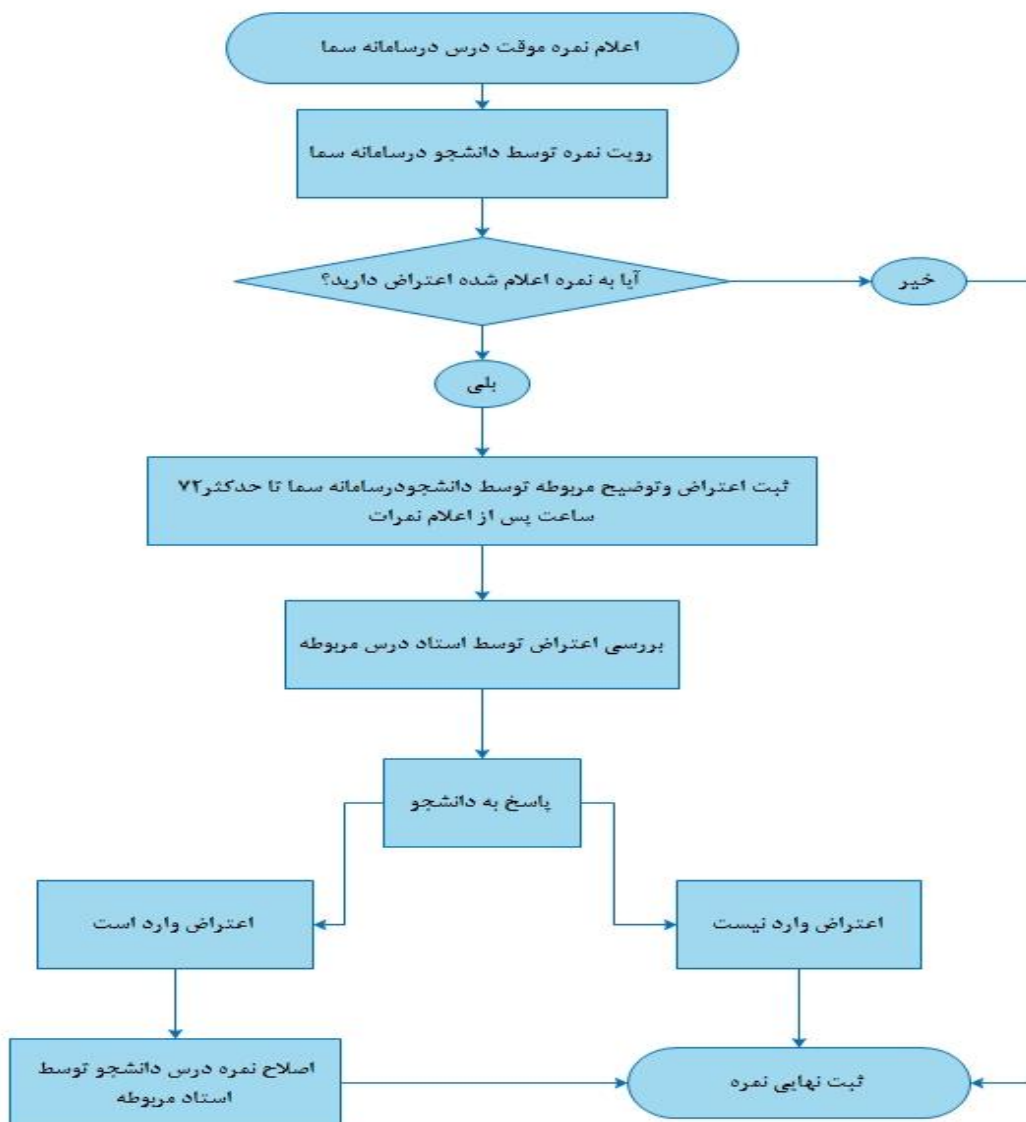 اعلام نمره موقت درس درسامانه سما
رویت نمره توسط دانشجو درسامانه سما
آیا به نمره اعلام شده اعتراض دارید؟
خیر
بلی
ثبت اعتراض وتوضیح مربوطه توسط دانشجودرسامانه سما تا حدکثر۷۲
ساعت پس از اعلام نمرات
بررسی اعتراض توسط استاد درس مربوطه
پاسخ به دانشجو
اعتراض وارد نیست
اعتراض وارد است
اصلاح نمره درس دانشجو توسط
استاد مربوطه
ثبت نهایی نمره